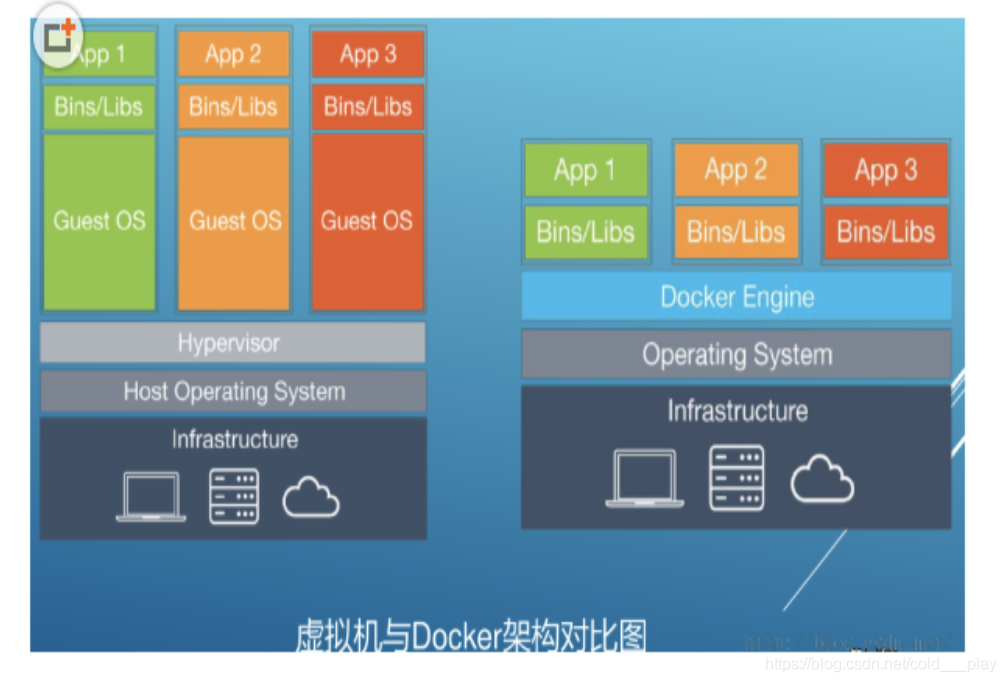 App 1
App 2
App 3
Bins/Libs
Bins/Libs
Bins/Libs
Guest OS
Guest OS
Guest OS
Hypervisor
Host Operating System
Infrastructure
App 1
App 2
App 3
Bins/Libs
Bins/Libs
Bins/Libs
Docker Engine
Operating System
Infrastructure
虚拟机与Docker架构对比图
https://blog.csdn.net/cold___play